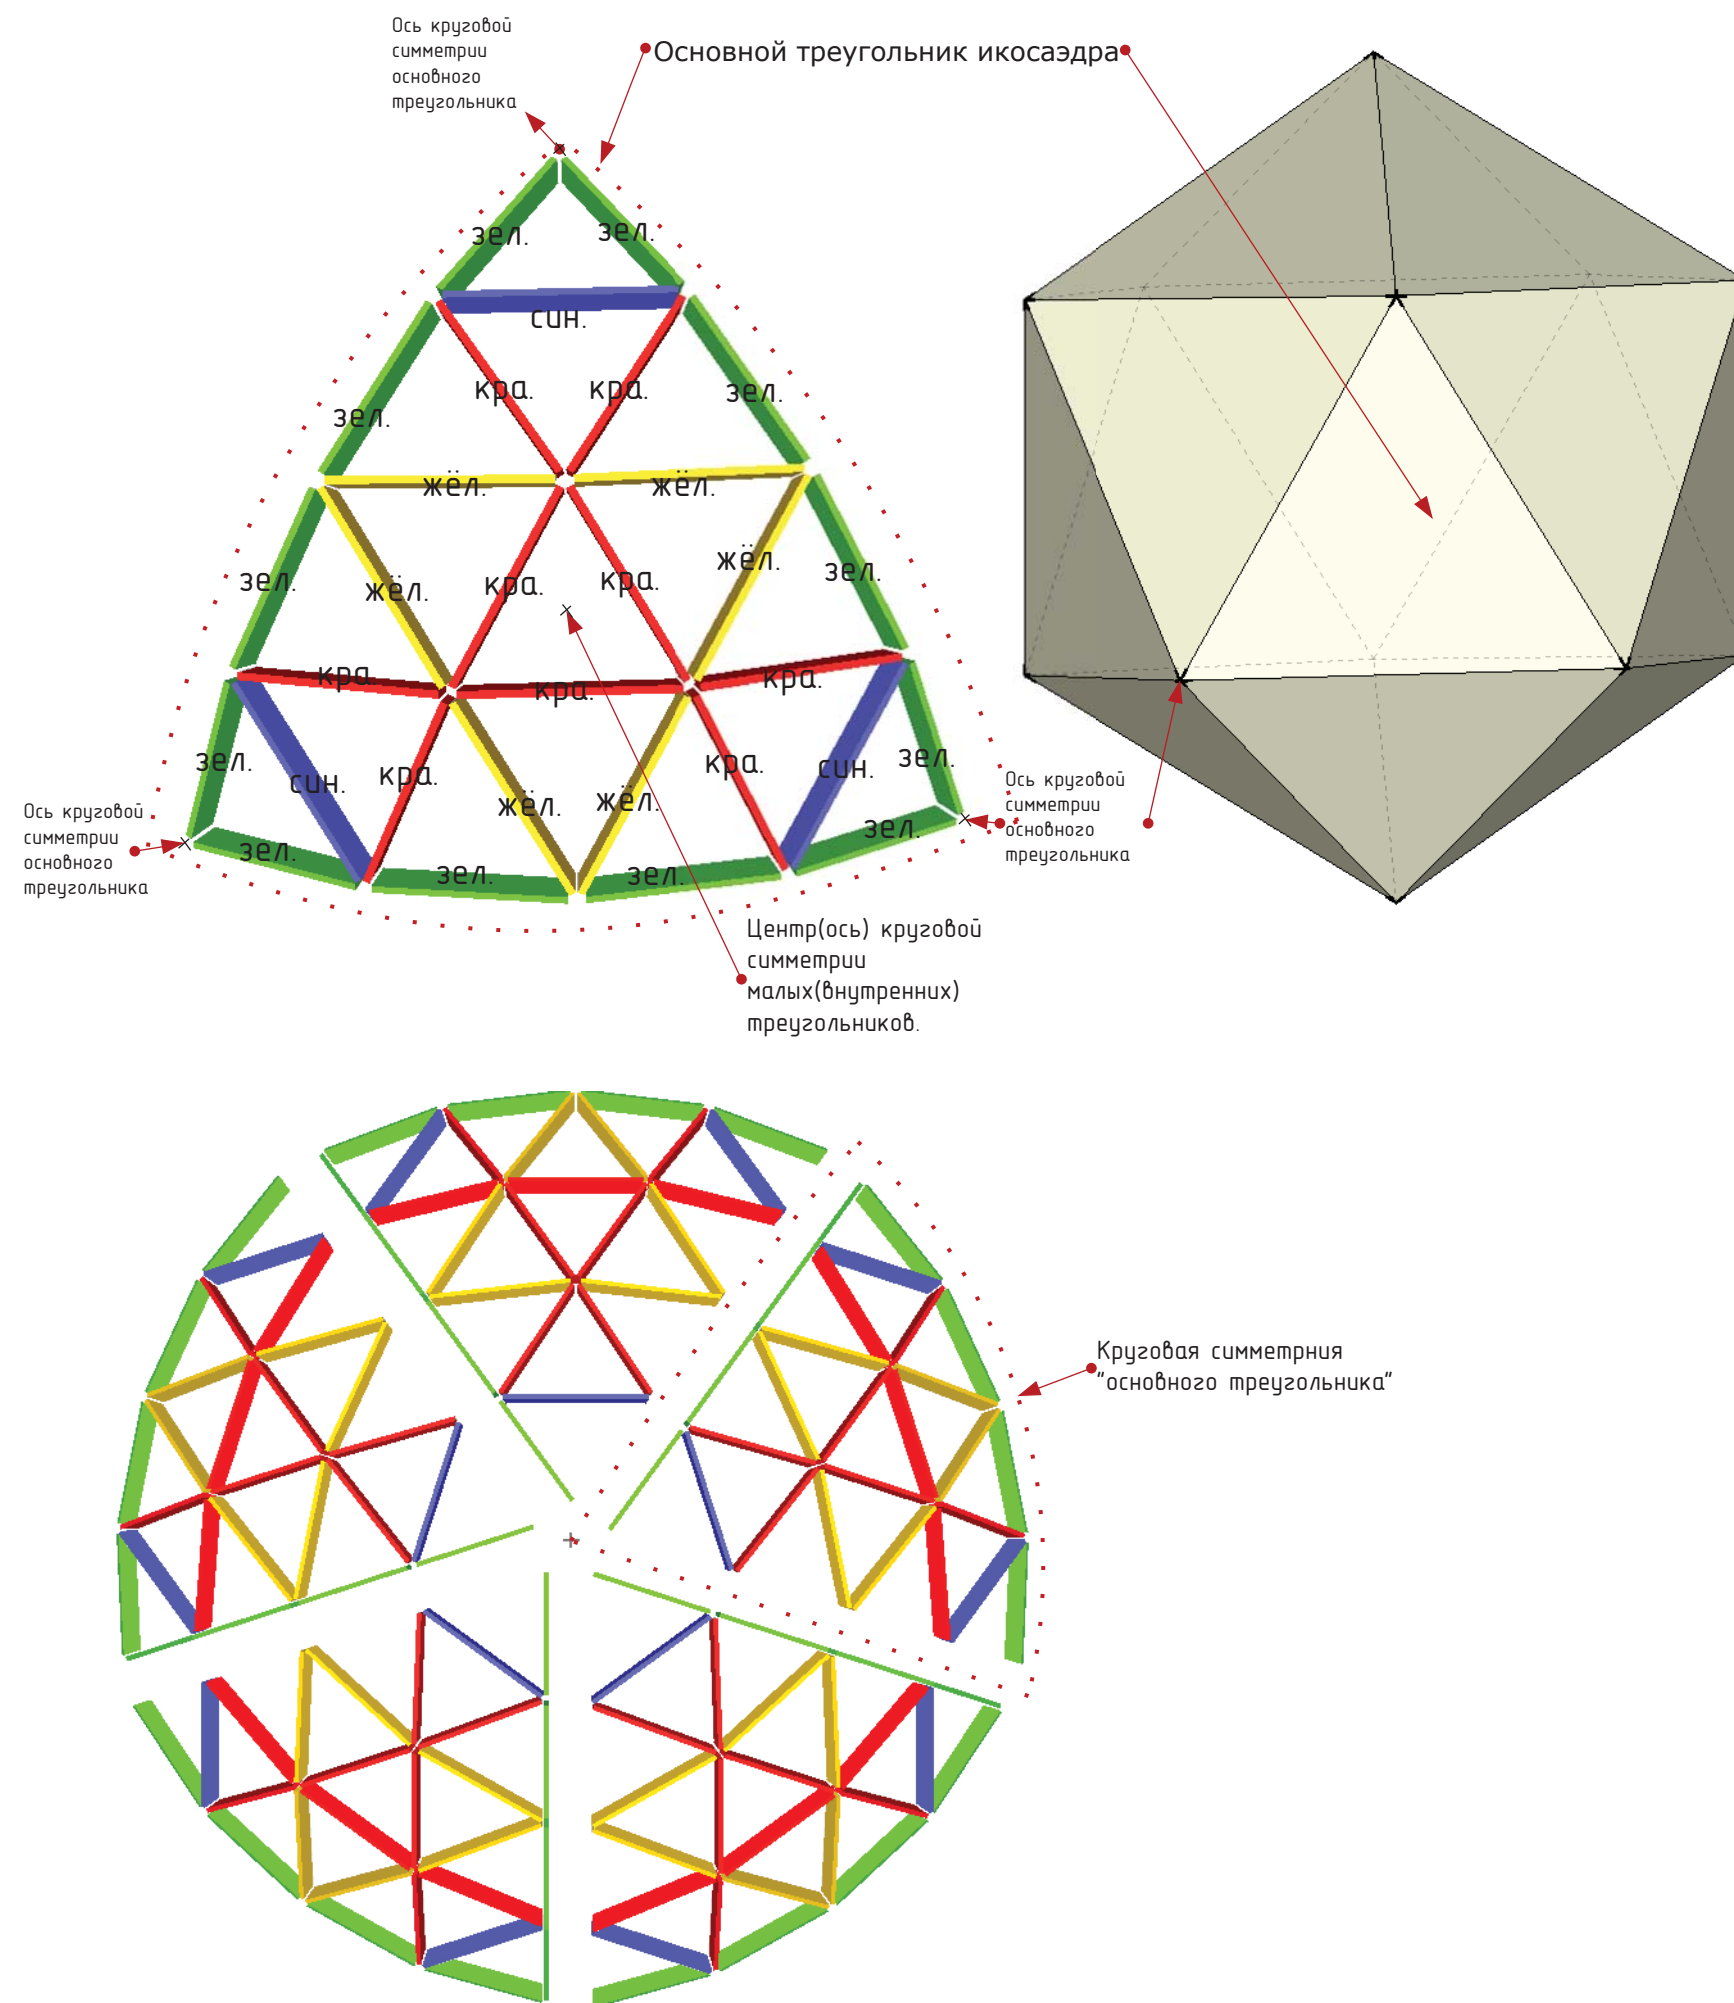 Ось круговой
симметрии
основного
треугольника
Основной треугольник икосаэдра
зел.
зел.
син.
кра.
кра.
зел.
зел.
жёл.
жёл.
зел.
жёл.
кра.
кра.
жёл.
зел.
кра.
кра.
кра.
зел.
син.
кра.
жёл.
жёл.
кра.
син.
зел.
Ось круговой
симметрии
основного
треугольника
Ось круговой
симметрии
основного
треугольника
зел.
зел.
зел.
зел.
Центр(ось) круговой
симметрии
малых(внутренних)
треугольников.
Круговая симметрния
"основного треугольника"